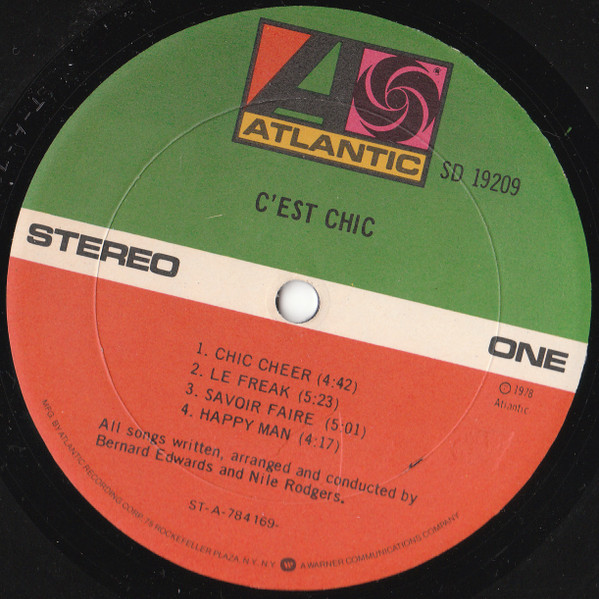 ATLANTIC
®
SD 19209
C'EST CHIC
STEREO
ONE
℗ 1978
Atlantic
1. CHIC CHEER (4:42)
2. LE FREAK (5:23)
3. SAVOIR FAIRE (5:01)
4. HAPPY MAN (4:17)
All songs written, arranged and conducted by
Bernard Edwards and Nile Rodgers.
ST-A-784169-
MFG. BY ATLANTIC RECORDING CORP., 75 ROCKEFELLER PLAZA, N.Y., N.Y. A WARNER COMMUNICATIONS COMPANY